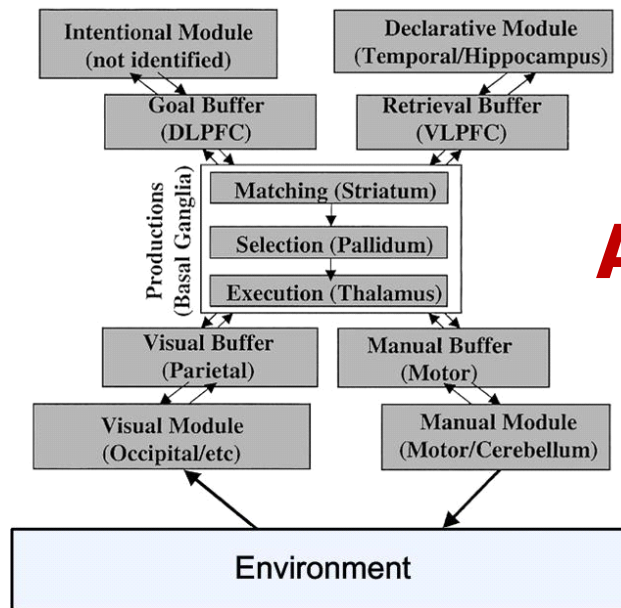 Intentional Module
(not identified)
Declarative Module
(Temporal/Hippocampus)
Goal Buffer
(DLPFC)
Retrieval Buffer
(VLPFC)
Productions
(Basal Ganglia)
Matching (Striatum)
Selection (Pallidum)
Execution (Thalamus)
Visual Buffer
(Parietal)
Manual Buffer
(Motor)
Visual Module
(Occipital/etc)
Manual Module
(Motor/Cerebellum)
A
Environment